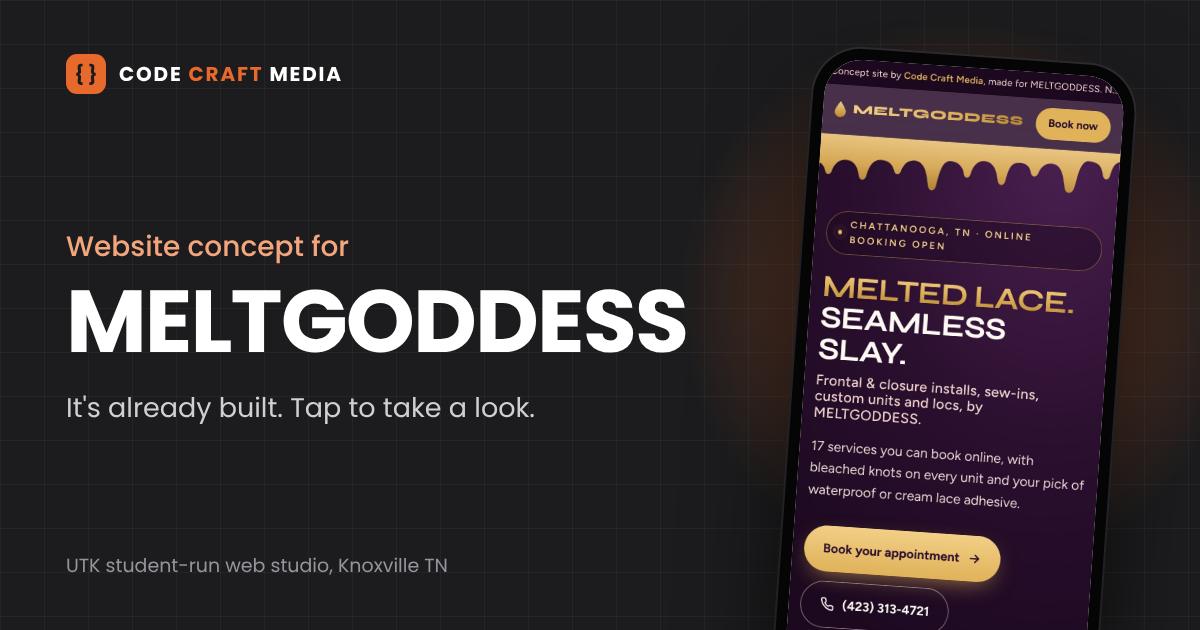 { } CODE CRAFT MEDIA
Website concept for
MELTGODDESS
It's already built. Tap to take a look.
UTK student-run web studio, Knoxville TN
Concept site by Code Craft Media, made for MELTGODDESS. N...
MELTGODDESS
Book now
CHATTANOOGA, TN · ONLINE
BOOKING OPEN
MELTED LACE.
SEAMLESS
SLAY.
Frontal & closure installs, sew-ins,
custom units and locs, by
MELTGODDESS.
17 services you can book online, with
bleached knots on every unit and your pick of
waterproof or cream lace adhesive.
Book your appointment →
(423) 313-4721